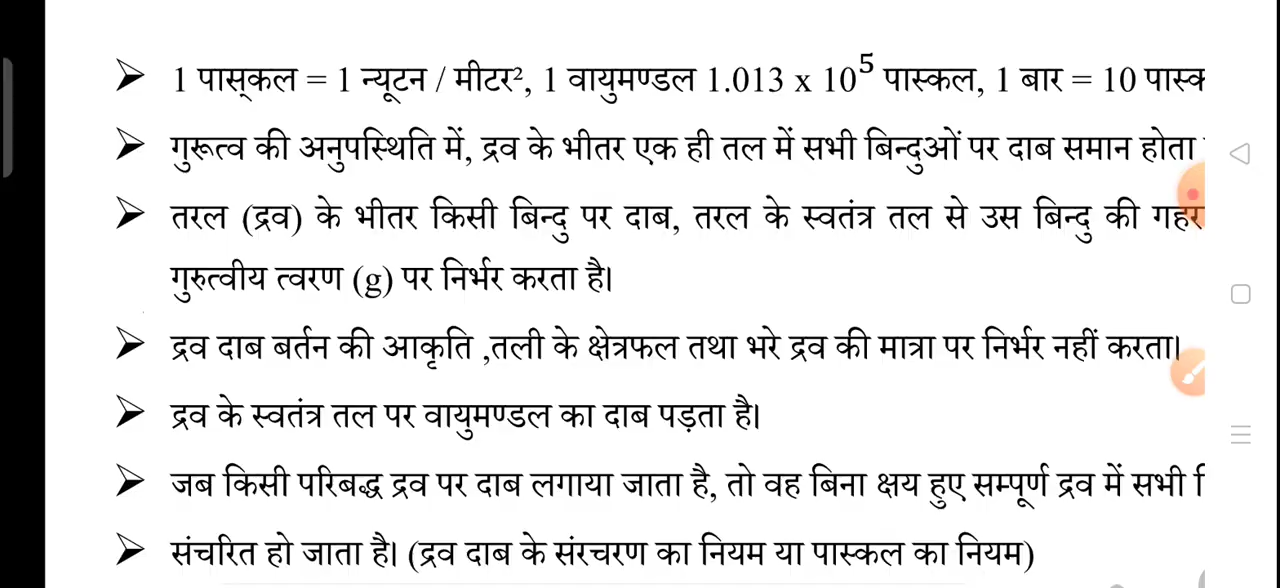 ➤ 1 पास्कल = 1 न्यूटन / मीटर², 1 वायुमण्डल 1.013 x 10⁵ पास्कल, 1 बार = 10
➤ गुरूत्व की अनुपस्थिति में, द्रव के भीतर एक ही तल में सभी बिन्दुओं पर दाब समान होता
➤ तरल (द्रव) के भीतर किसी बिन्दु पर दाब, तरल के स्वतंत्र तल से उस बिन्दु की
गुरुत्वीय त्वरण (g) पर निर्भर करता है।
➤ द्रव दाब बर्तन की आकृति ,तली के क्षेत्रफल तथा भरे द्रव की मात्रा पर निर्भर नहीं करता।
➤ द्रव के स्वतंत्र तल पर वायुमण्डल का दाब पड़ता है।
➤ जब किसी परिबद्ध द्रव पर दाब लगाया जाता है, तो वह बिना क्षय हुए सम्पूर्ण द्रव में सभी
➤ संचरित हो जाता है। (द्रव दाब के संरचरण का नियम या पास्कल का नियम)